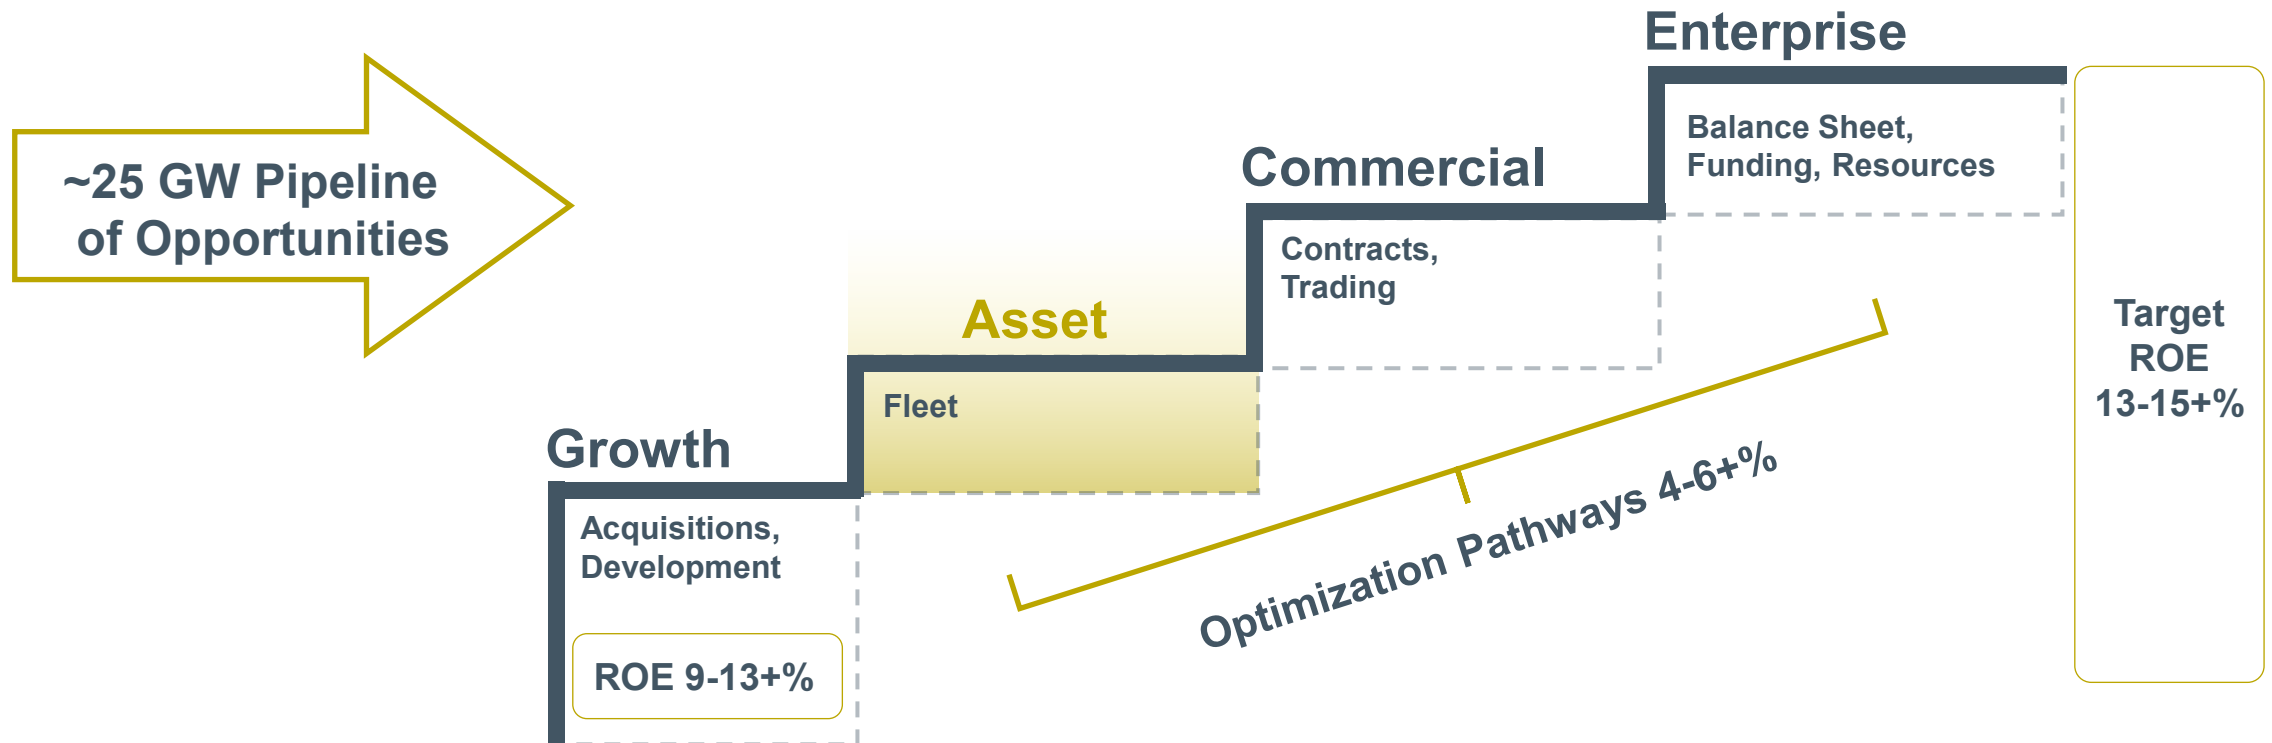 ~25 GW Pipeline
of Opportunities
Growth
Acquisitions,
Development
ROE 9-13+%
Asset
Fleet
Commercial
Contracts,
Trading
Enterprise
Balance Sheet,
Funding, Resources
Optimization Pathways 4-6+%
Target
ROE
13-15+%